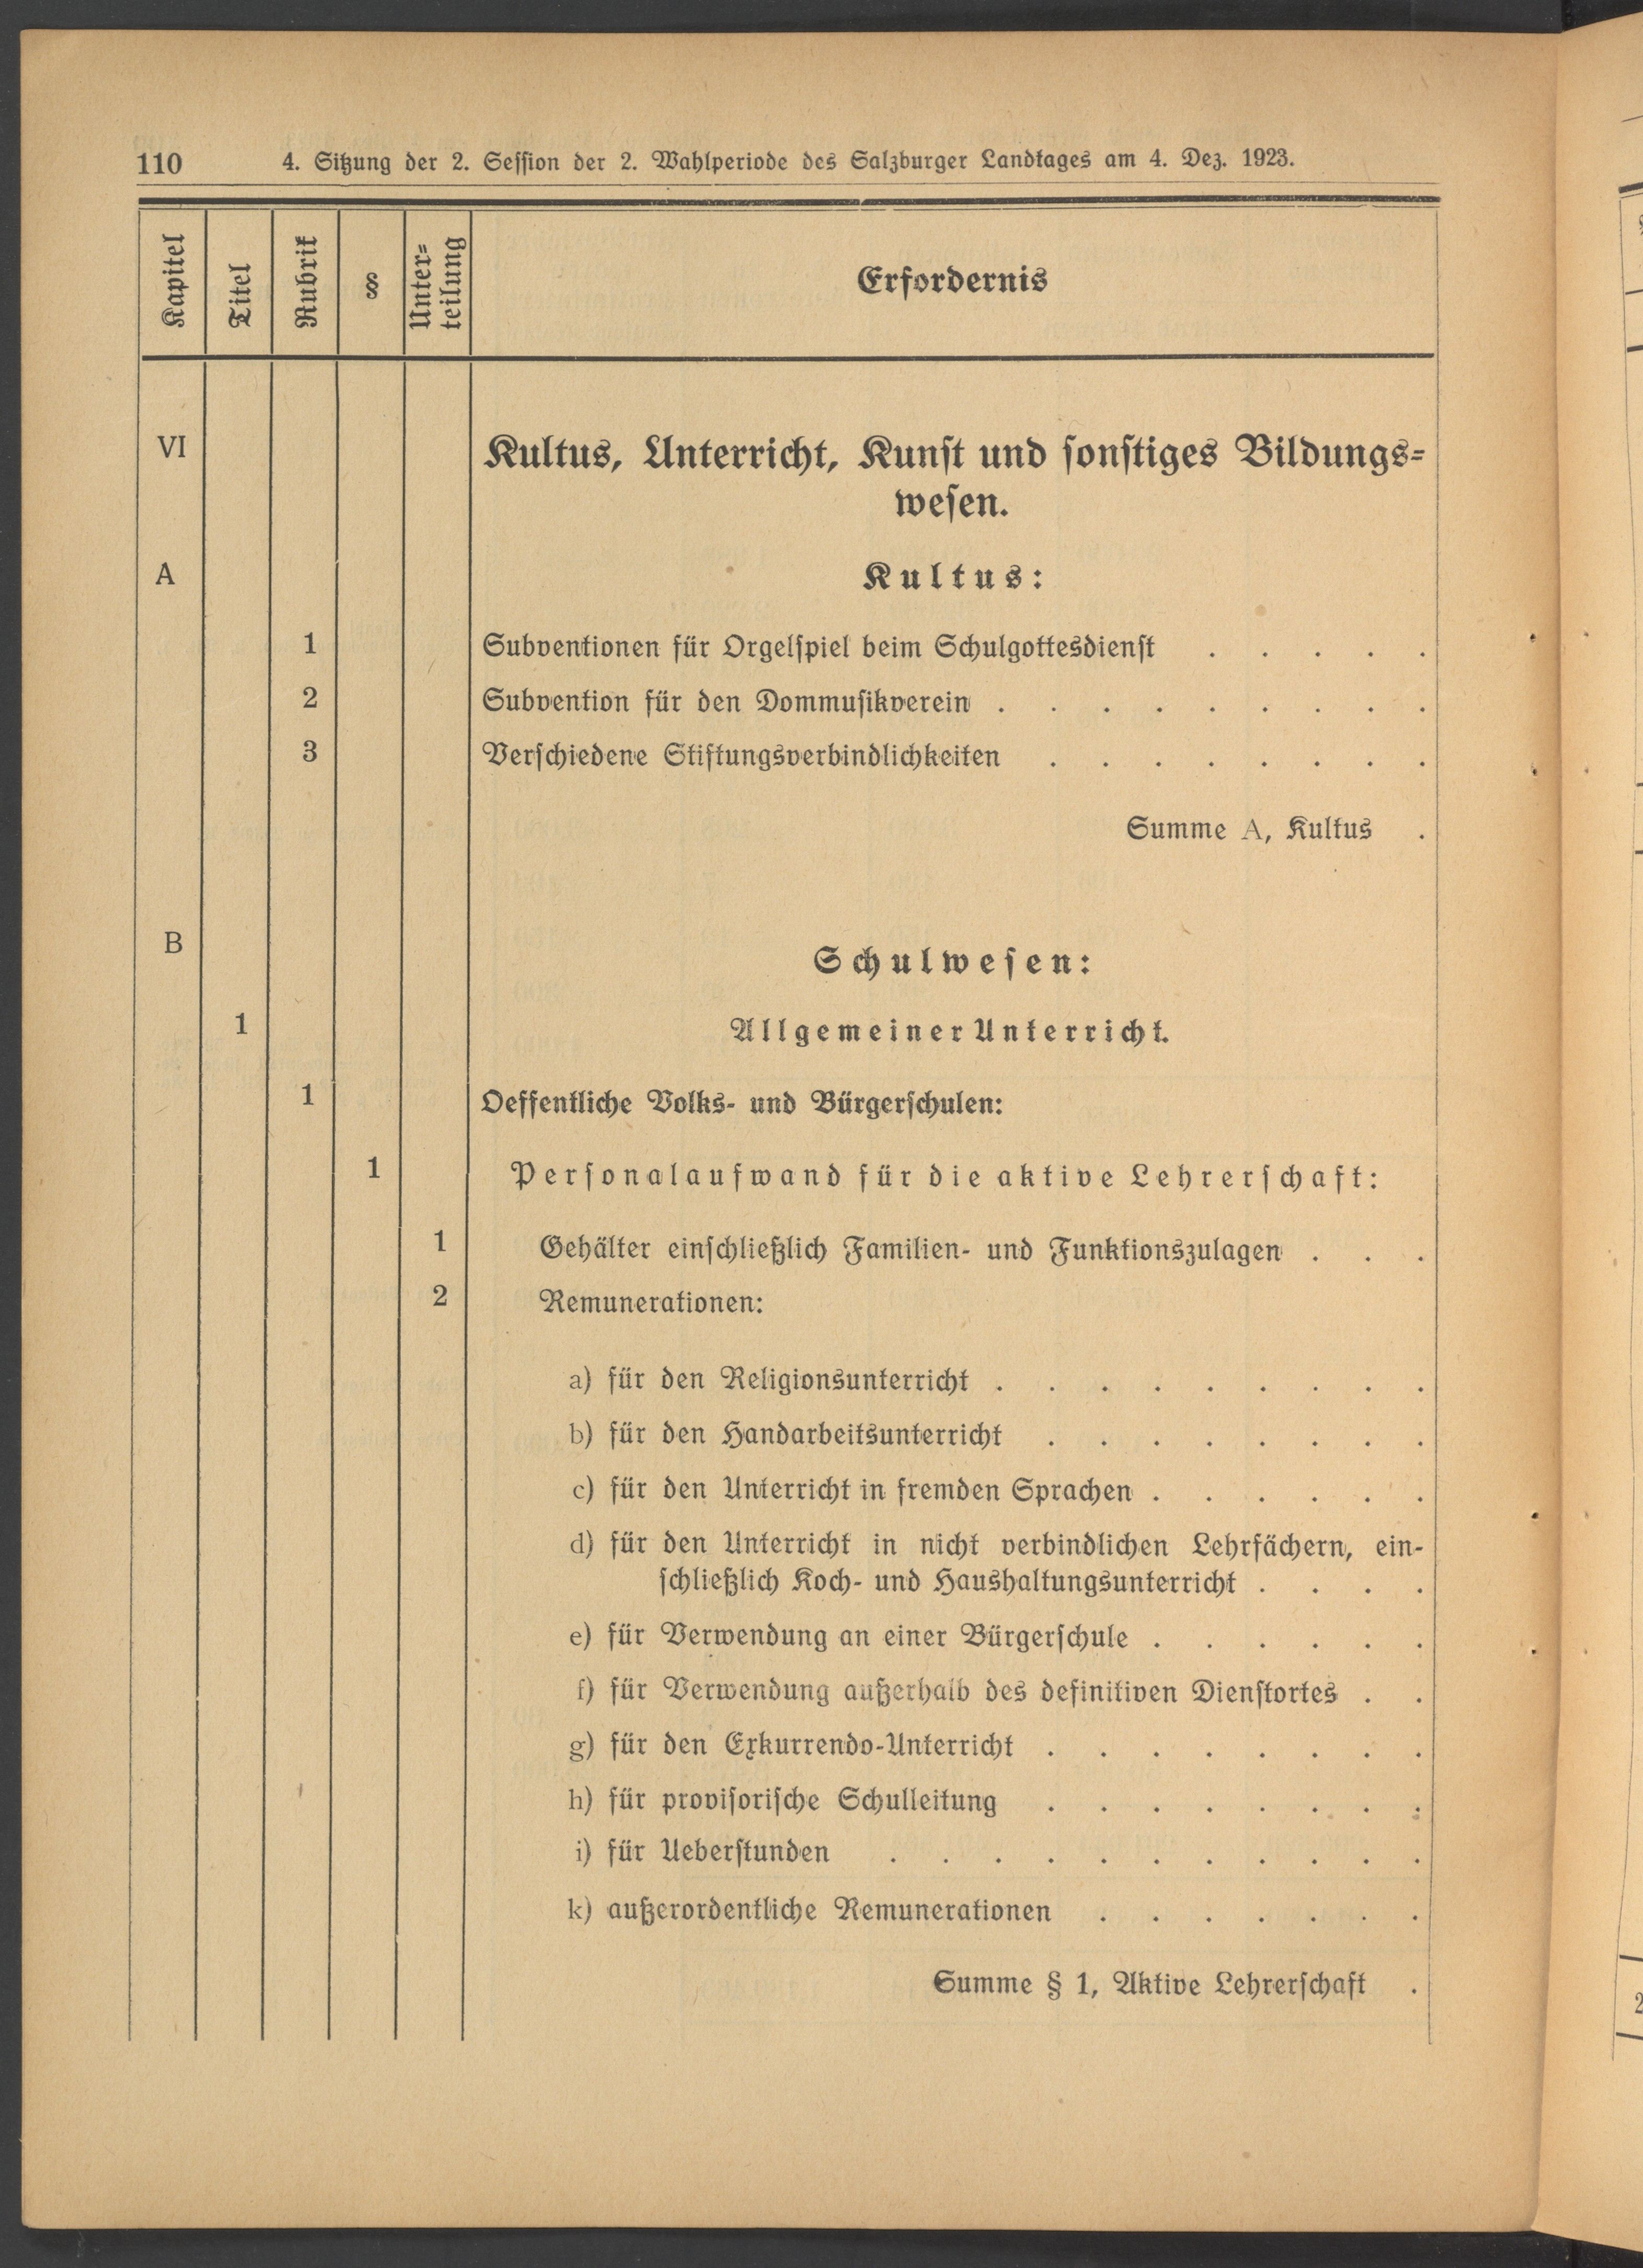 110 4. Sitzung der 2. Session der 2. Wahlperiode des Salzburger Landtages am 4. Dez. 1923.
Kapitel Titel Rubrik § Unter-teilung Erfordernis
VI Kultus, Unterricht, Kunst und sonstiges Bildungs-
wesen.
A Kultus:
1 Subventionen für Orgelspiel beim Schulgottesdienst . . . . .
2 Subvention für den Dommusikverein . . . . . . . . .
3 Verschiedene Stiftungsverbindlichkeiten . . . . . . . .
Summe A, Kultus .
B Schulwesen:
1 Allgemeiner Unterricht.
1 Oeffentliche Volks- und Bürgerschulen:
1 Personalaufwand für die aktive Lehrerschaft:
1 Gehälter einschließlich Familien- und Funktionszulagen . . .
2 Remunerationen:
a) für den Religionsunterricht . . . . . . . . .
b) für den Handarbeitsunterricht . . . . . . . .
c) für den Unterricht in fremden Sprachen . . . . . .
d) für den Unterricht in nicht verbindlichen Lehrfächern, ein-
schließlich Koch- und Haushaltungsunterricht . . . .
e) für Verwendung an einer Bürgerschule . . . . . .
f) für Verwendung außerhalb des definitiven Dienstortes . .
g) für den Exkurrendo-Unterricht . . . . . . . .
h) für provisorische Schulleitung . . . . . . . .
i) für Ueberstunden . . . . . . . . . . .
k) außerordentliche Remunerationen . . . . . . .
Summe § 1, Aktive Lehrerschaft .